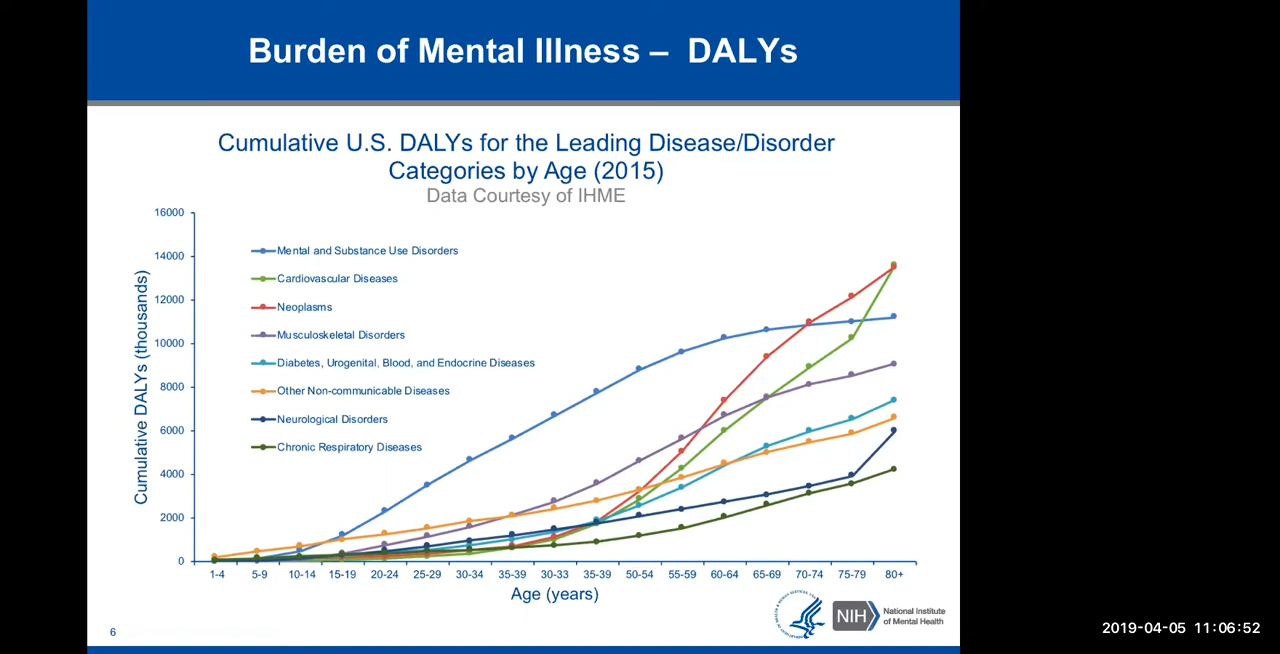 Burden of Mental Illness – DALYs
Cumulative U.S. DALYs for the Leading Disease/Disorder
Categories by Age (2015)
Data Courtesy of IHME
16000
14000
12000
10000
8000
6000
4000
2000
0
Cumulative DALYs (thousands)
Mental and Substance Use Disorders
Cardiovascular Diseases
Neoplasms
Musculoskeletal Disorders
Diabetes, Urogenital, Blood, and Endocrine Diseases
Other Non-communicable Diseases
Neurological Disorders
Chronic Respiratory Diseases
1-4 5-9 10-14 15-19 20-24 25-29 30-34 35-39 30-33 35-39 50-54 55-59 60-64 65-69 70-74 75-79 80+
Age (years)
NIH
National Institute
of Mental Health
6
2019-04-05 11:06:52